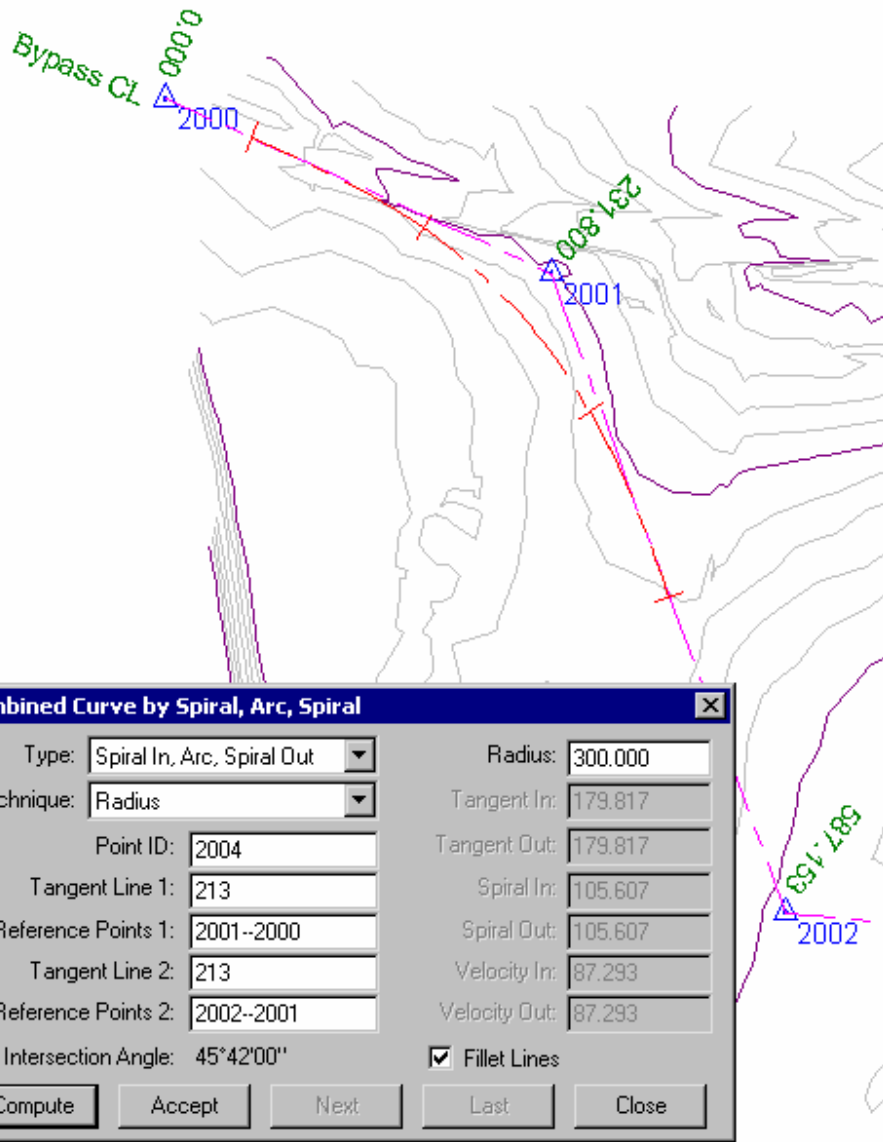 Bypass CL
0.000
2000
231.800
2001
587.153
2002
mbined Curve by Spiral, Arc, Spiral
Type: Spiral In, Arc, Spiral Out
Radius: 300.000
chnique: Radius
Tangent In: 179.817
Point ID: 2004
Tangent Out: 179.817
Tangent Line 1: 213
Spiral In: 105.607
Reference Points 1: 2001--2000
Spiral Out: 105.607
Tangent Line 2: 213
Velocity In: 87.293
Reference Points 2: 2002--2001
Velocity Out: 87.293
Intersection Angle: 45°42'00"
Fillet Lines
Compute
Accept
Next
Last
Close